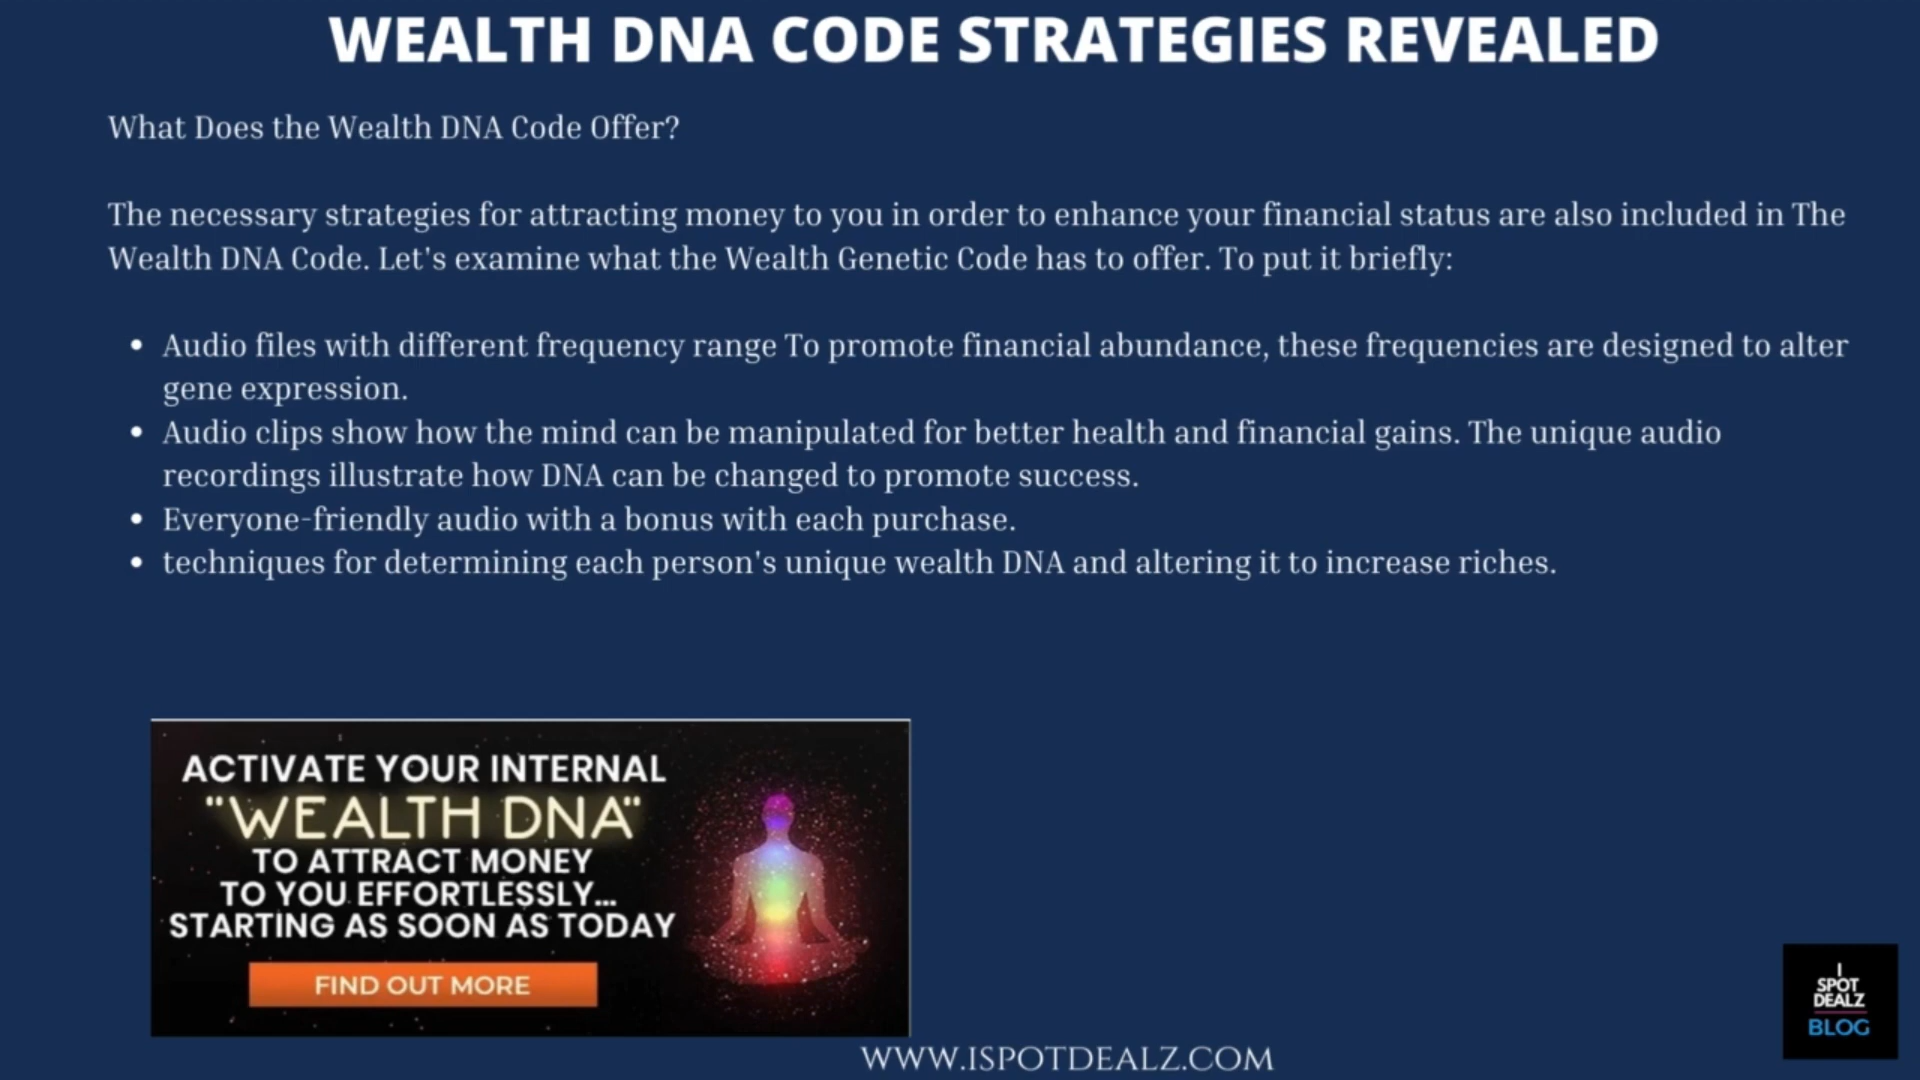 WEALTH DNA CODE STRATEGIES REVEALED
What Does the Wealth DNA Code Offer?
The necessary strategies for attracting money to you in order to enhance your financial status are also included in The
Wealth DNA Code. Let's examine what the Wealth Genetic Code has to offer. To put it briefly:
• Audio files with different frequency range To promote financial abundance, these frequencies are designed to alter
gene expression.
• Audio clips show how the mind can be manipulated for better health and financial gains. The unique audio
recordings illustrate how DNA can be changed to promote success.
• Everyone-friendly audio with a bonus with each purchase.
• techniques for determining each person's unique wealth DNA and altering it to increase riches.
ACTIVATE YOUR INTERNAL
"WEALTH DNA"
TO ATTRACT MONEY
TO YOU EFFORTLESSLY...
STARTING AS SOON AS TODAY
FIND OUT MORE
I
SPOT
DEALZ
BLOG
WWW.ISPOTDEALZ.COM